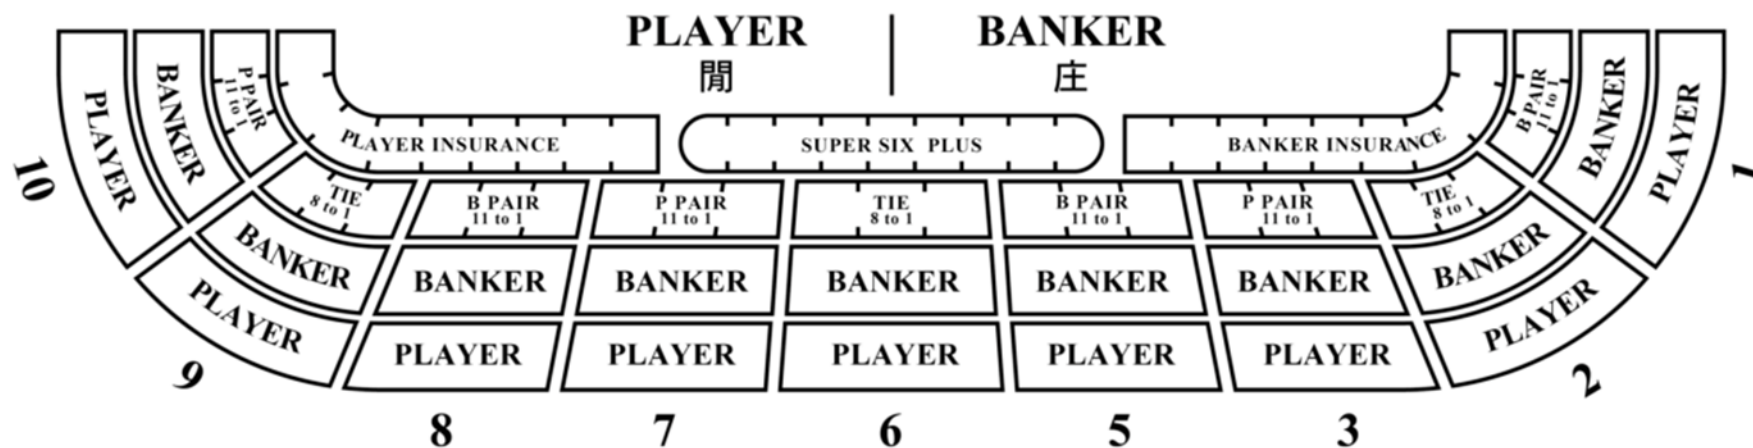 PLAYER
閒
BANKER
庄
PLAYER
BANKER
P PAIR
11 to 1
PLAYER INSURANCE
SUPER SIX PLUS
BANKER INSURANCE
B PAIR
11 to 1
BANKER
PLAYER
TIE
8 to 1
B PAIR
11 to 1
P PAIR
11 to 1
TIE
8 to 1
B PAIR
11 to 1
P PAIR
11 to 1
TIE
8 to 1
BANKER
BANKER
BANKER
BANKER
BANKER
BANKER
BANKER
PLAYER
PLAYER
PLAYER
PLAYER
PLAYER
PLAYER
PLAYER
10
9
8
7
6
5
3
2
1